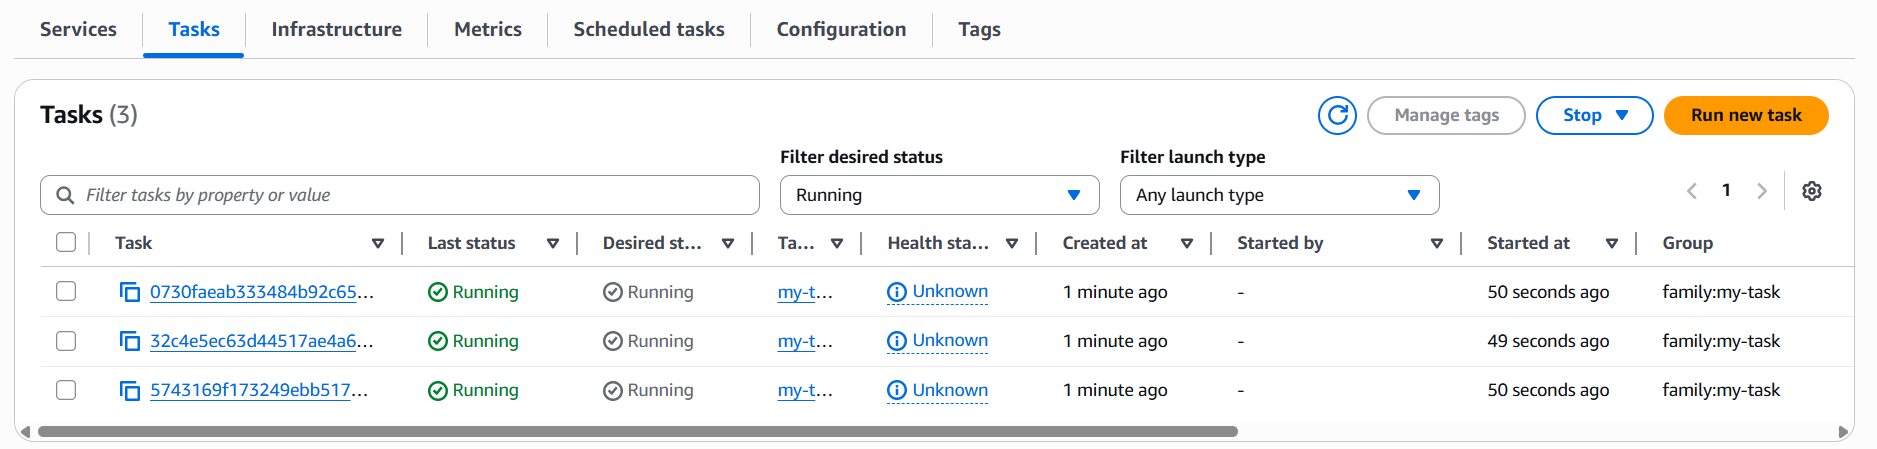 Services Tasks Infrastructure Metrics Scheduled tasks Configuration Tags
Tasks (3) Manage tags Stop Run new task
Filter desired status Filter launch type
Filter tasks by property or value Running Any launch type 1
Task Last status Desired st... Ta... Health sta... Created at Started by Started at Group
0730faeab333484b92c65... Running Running my-t... Unknown 1 minute ago - 50 seconds ago family:my-task
32c4e5ec63d44517ae4a6... Running Running my-t... Unknown 1 minute ago - 49 seconds ago family:my-task
5743169f173249ebb517... Running Running my-t... Unknown 1 minute ago - 50 seconds ago family:my-task